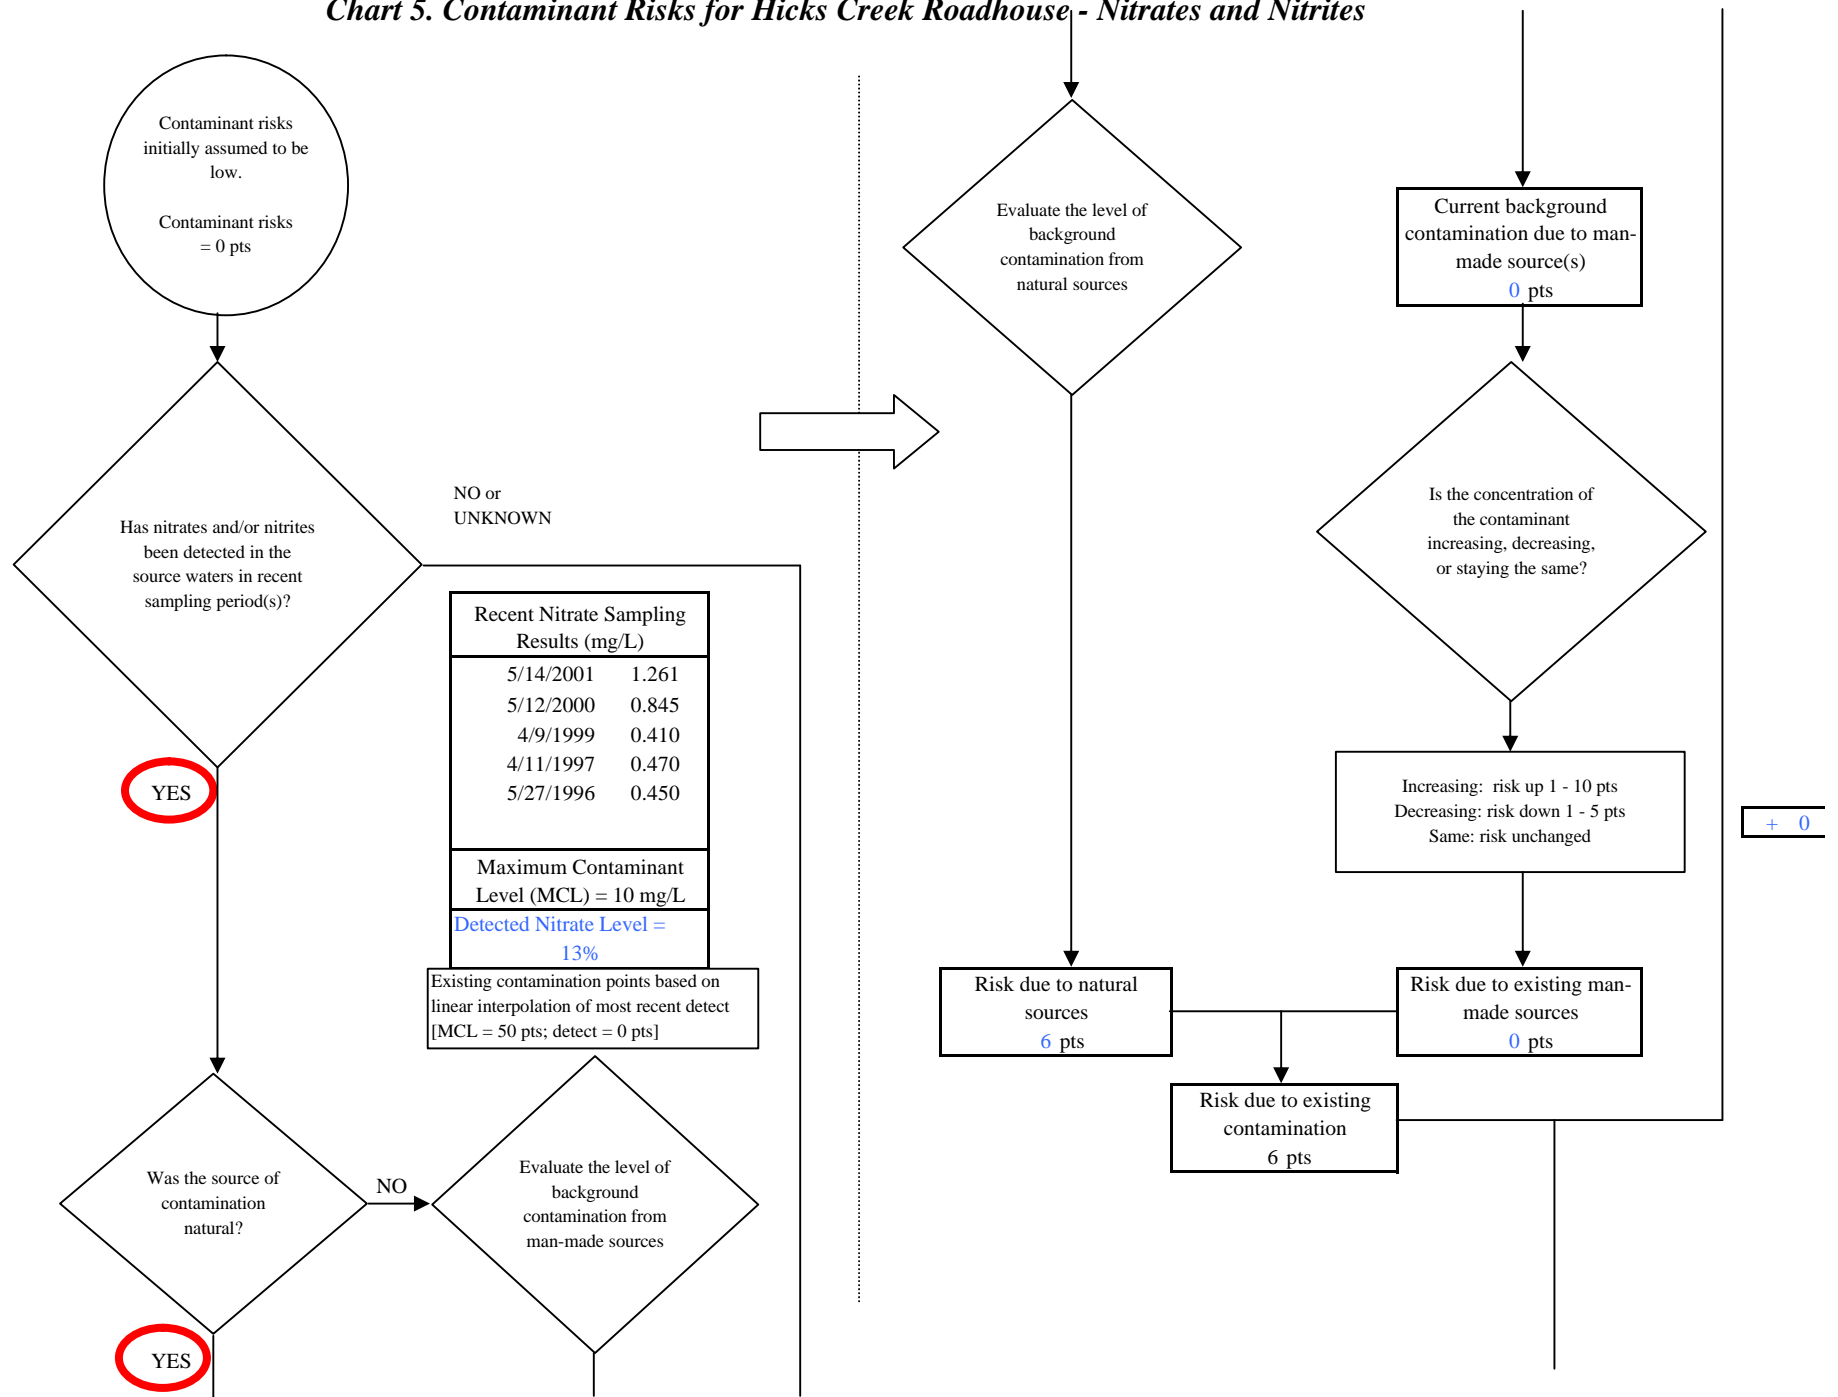 Chart 5. Contaminant Risks for Hicks Creek Roadhouse - Nitrates and Nitrites
Contaminant risks
initially assumed to be
low.
Contaminant risks
= 0 pts
Has nitrates and/or nitrites
been detected in the
source waters in recent
sampling period(s)?
NO or
UNKNOWN
YES
Recent Nitrate Sampling
Results (mg/L)
5/14/2001 1.261
5/12/2000 0.845
4/9/1999 0.410
4/11/1997 0.470
5/27/1996 0.450
Maximum Contaminant
Level (MCL) = 10 mg/L
Detected Nitrate Level =
13%
Existing contamination points based on
linear interpolation of most recent detect
[MCL = 50 pts; detect = 0 pts]
Was the source of
contamination
natural?
NO
YES
Evaluate the level of
background
contamination from
man-made sources
Evaluate the level of
background
contamination from
natural sources
Current background
contamination due to man-
made source(s)
0 pts
Is the concentration of
the contaminant
increasing, decreasing,
or staying the same?
Increasing: risk up 1 - 10 pts
Decreasing: risk down 1 - 5 pts
Same: risk unchanged
+ 0
Risk due to natural
sources
6 pts
Risk due to existing man-
made sources
0 pts
Risk due to existing
contamination
6 pts